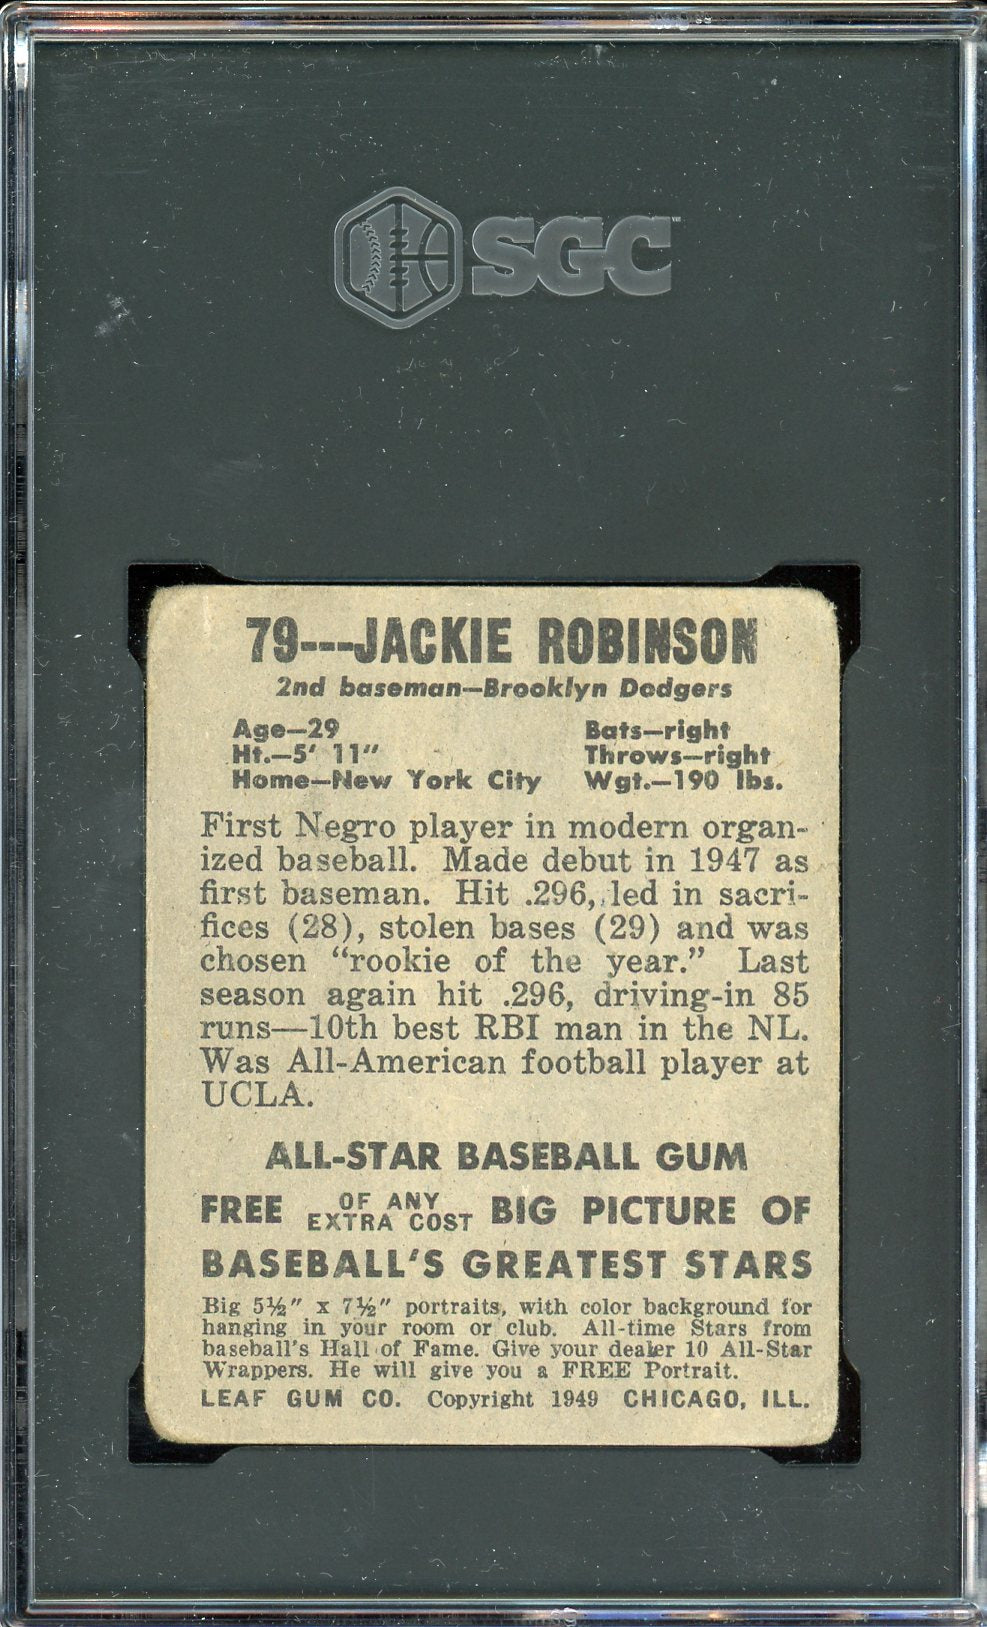 SGC™
79---JACKIE ROBINSON
2nd baseman—Brooklyn Dodgers
Age—29 Bats—right
Ht.—5' 11" Throws—right
Home—New York City Wgt.—190 lbs.
First Negro player in modern organ-
ized baseball. Made debut in 1947 as
first baseman. Hit .296, led in sacri-
fices (28), stolen bases (29) and was
chosen “rookie of the year.” Last
season again hit .296, driving-in 85
runs—10th best RBI man in the NL.
Was All-American football player at
UCLA.
ALL-STAR BASEBALL GUM
FREE OF ANY EXTRA COST BIG PICTURE OF
BASEBALL'S GREATEST STARS
Big 5½" x 7½" portraits, with color background for
hanging in your room or club. All-time Stars from
baseball's Hall of Fame. Give your dealer 10 All-Star
Wrappers. He will give you a FREE Portrait.
LEAF GUM CO. Copyright 1949 CHICAGO, ILL.